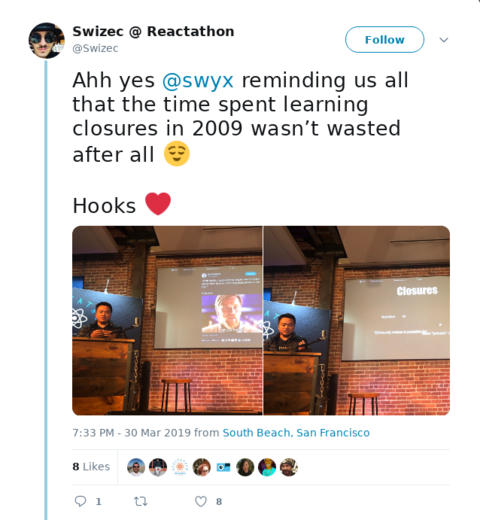 Swizec @ Reactathon
@Swizec
Follow
Ahh yes @swyx reminding us all
that the time spent learning
closures in 2009 wasn’t wasted
after all 😌
Hooks ❤️
Closures
7:33 PM - 30 Mar 2019 from South Beach, San Francisco
8 Likes
1
8